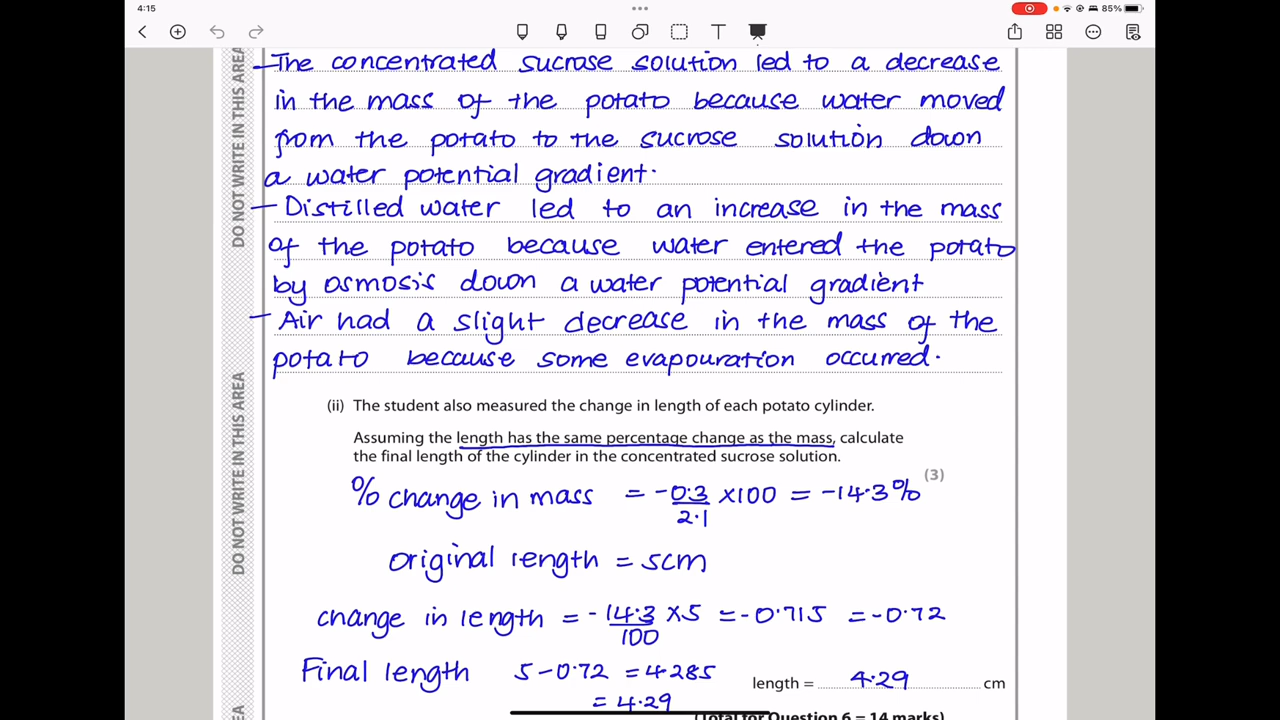 4:15
85%
T
DO NOT WRITE IN THIS AREA
DO NOT WRITE IN THIS AREA
- The concentrated sucrose solution led to a decrease
in the mass of the potato because water moved
from the potato to the sucrose solution down
a water potential gradient.
- Distilled water led to an increase in the mass
of the potato because water entered the potato
by osmosis down a water potential gradient
- Air had a slight decrease in the mass of the
potato because some evapouration occurred.
(ii) The student also measured the change in length of each potato cylinder.
Assuming the length has the same percentage change as the mass, calculate
the final length of the cylinder in the concentrated sucrose solution.
(3)
% change in mass = -0.3/2.1 ×100 = -14.3%
original length = 5cm
change in length = -14.3/100 ×5 = -0.715 = -0.72
Final length 5-0.72 = 4.285
= 4.29
length = 4.29 cm
(Total for Question 6 = 14 marks)